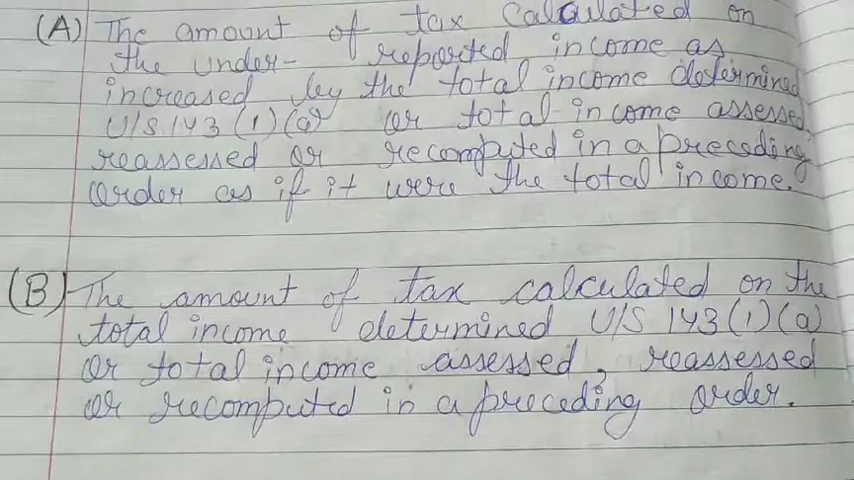 (A) The amount of tax calculated on
the under- reported income as
increased by the total income determined
U/S 143 (1) (a) or total income assessed,
reassessed or recomputed in a preceding
order as if it were the total income.
(B) The amount of tax calculated on the
total income determined U/S 143 (1) (a)
or total income assessed, reassessed
or recomputed in a preceding order.